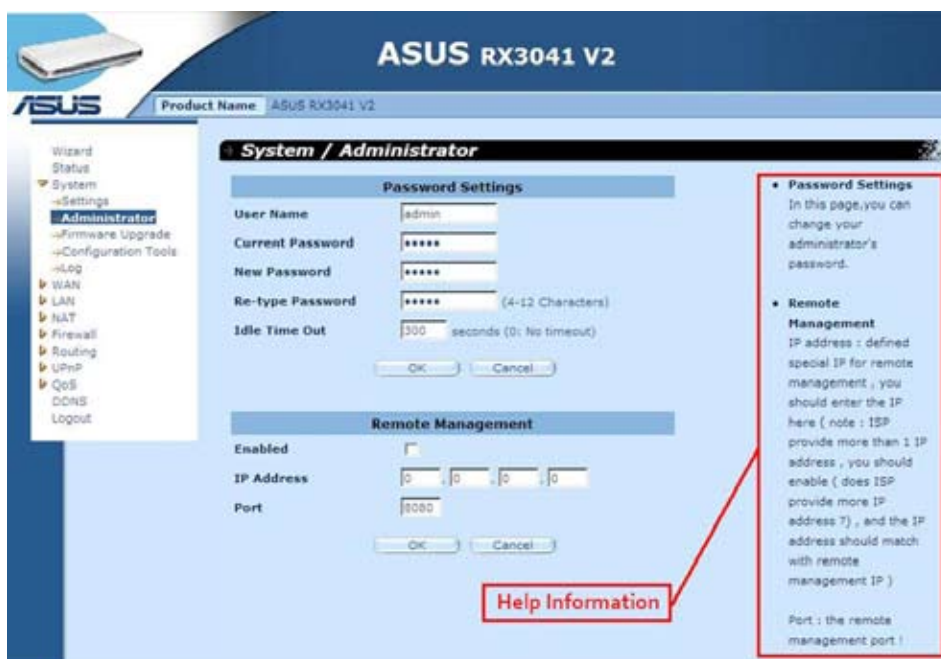 ASUS RX3041 V2
ASUS
Product Name ASUS RX3041 V2
Wizard
Status
System
Settings
Administrator
Firmware Upgrade
Configuration Tools
Log
WAN
LAN
NAT
Firewall
Routing
UPnP
QoS
DDNS
Logout
System / Administrator
Password Settings
User Name admin
Current Password •••••
New Password •••••
Re-type Password ••••• (4-12 Characters)
Idle Time Out 300 seconds (0: No timeout)
OK Cancel
Remote Management
Enabled
IP Address 0 . 0 . 0 . 0
Port 8080
OK Cancel
Help Information
• Password Settings
In this page,you can
change your
administrator's
password.
• Remote
Management
IP address : defined
special IP for remote
management , you
should enter the IP
here ( note : ISP
provide more than 1 IP
address , you should
enable ( does ISP
provide more IP
address ?) , and the IP
address should match
with remote
management IP )
Port : the remote
management port !